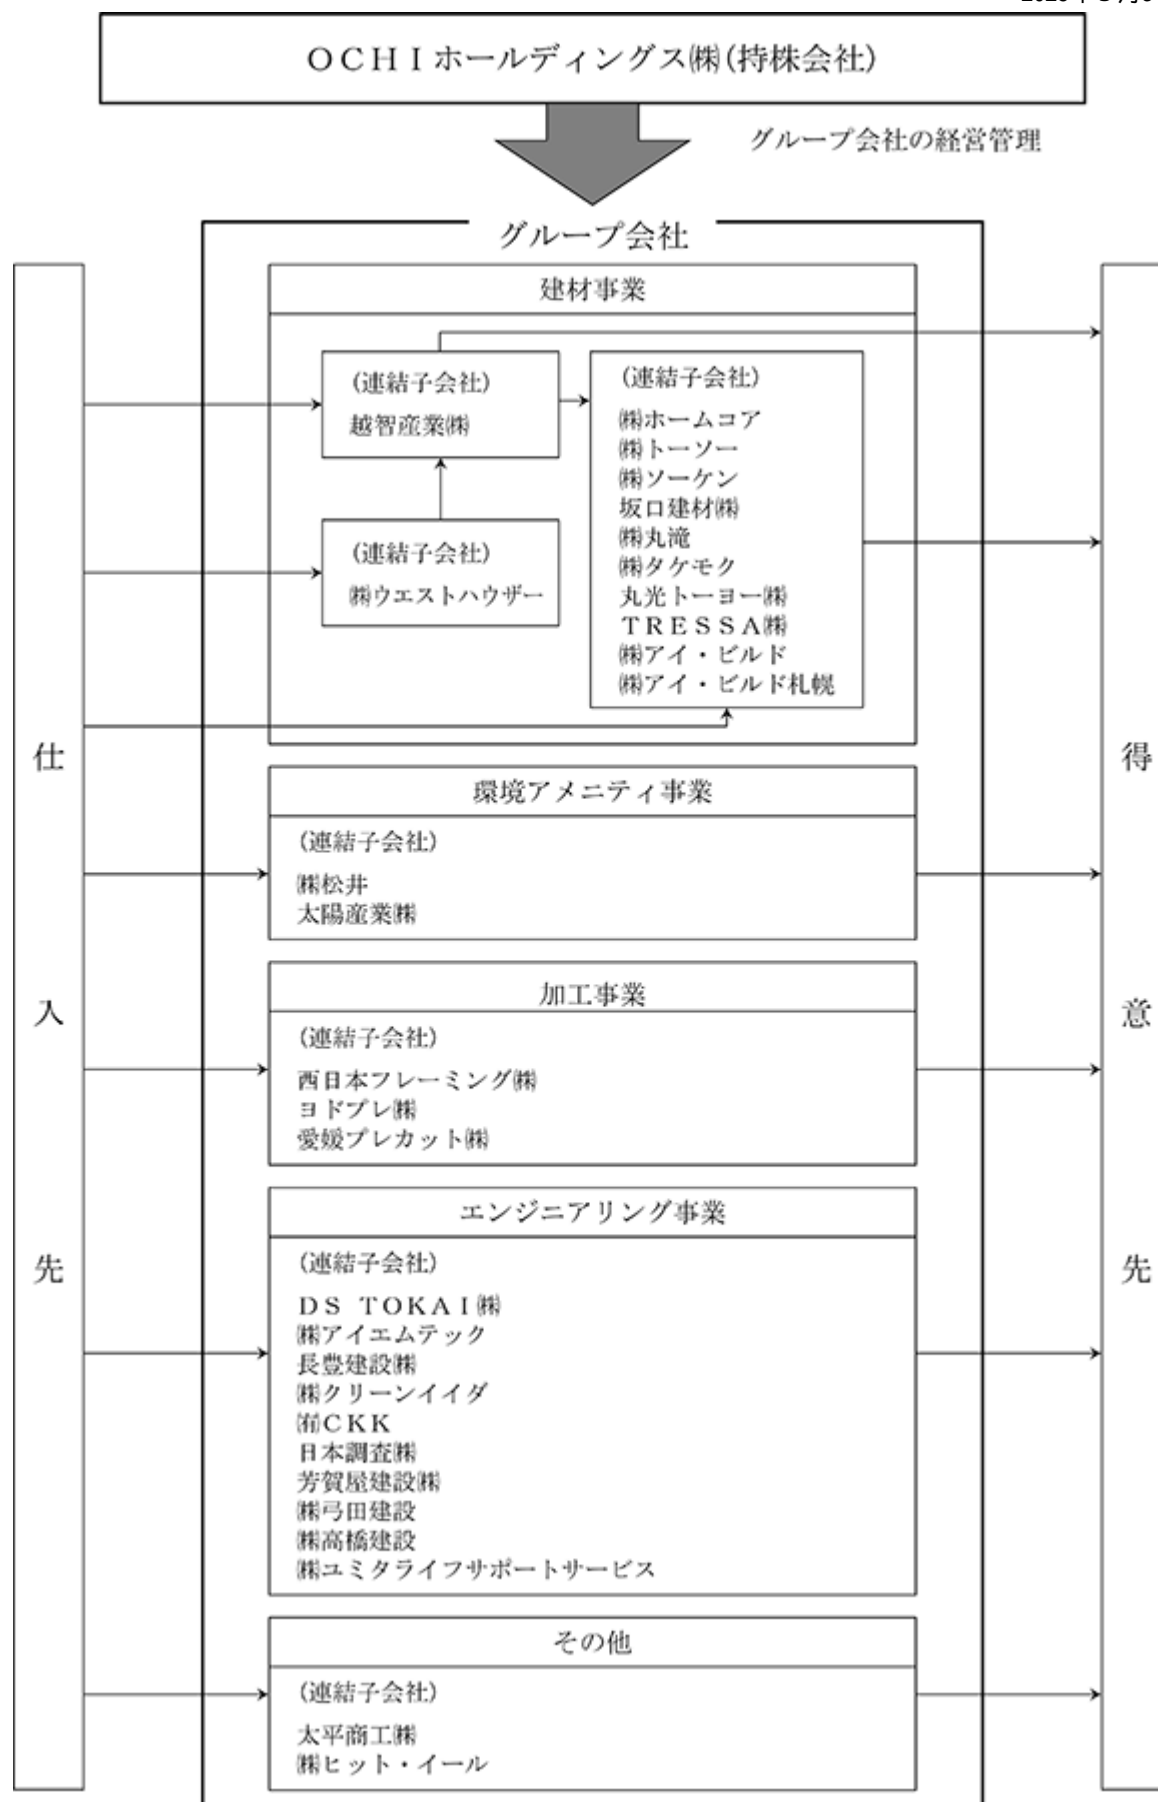 ＯＣＨＩホールディングス㈱(持株会社)
グループ会社の経営管理
グループ会社
建材事業
(連結子会社)
越智産業㈱
(連結子会社)
㈱ウエストハウザー
(連結子会社)
㈱ホームコア
㈱トーソー
㈱ソーケン
坂口建材㈱
㈱丸滝
㈱タケモク
丸光トーヨー㈱
ＴＲＥＳＳＡ㈱
㈱アイ・ビルド
㈱アイ・ビルド札幌
環境アメニティ事業
(連結子会社)
㈱松井
太陽産業㈱
加工事業
(連結子会社)
西日本フレーミング㈱
ヨドプレ㈱
愛媛プレカット㈱
エンジニアリング事業
(連結子会社)
ＤＳ ＴＯＫＡＩ㈱
㈱アイエムテック
長豊建設㈱
㈱クリーンイイダ
㈲ＣＫＫ
日本調査㈱
芳賀屋建設㈱
㈱弓田建設
㈱高橋建設
㈱ユミタライフサポートサービス
その他
(連結子会社)
太平商工㈱
㈱ヒット・イール
仕入先
得意先